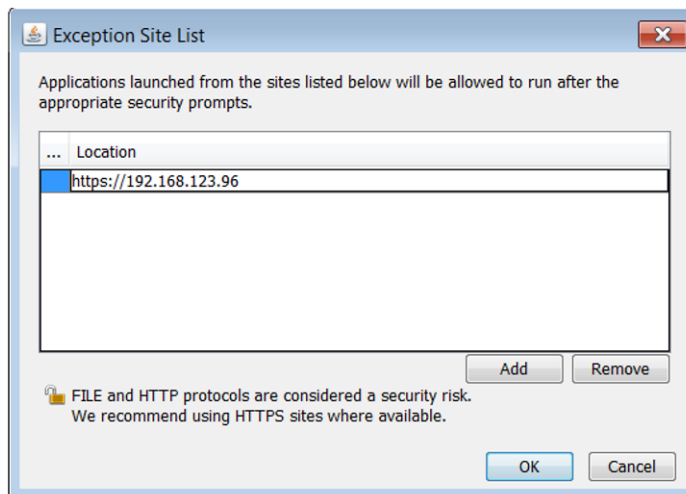 Exception Site List
Applications launched from the sites listed below will be allowed to run after the
appropriate security prompts.
... Location
https://192.168.123.96
Add Remove
FILE and HTTP protocols are considered a security risk.
We recommend using HTTPS sites where available.
OK Cancel